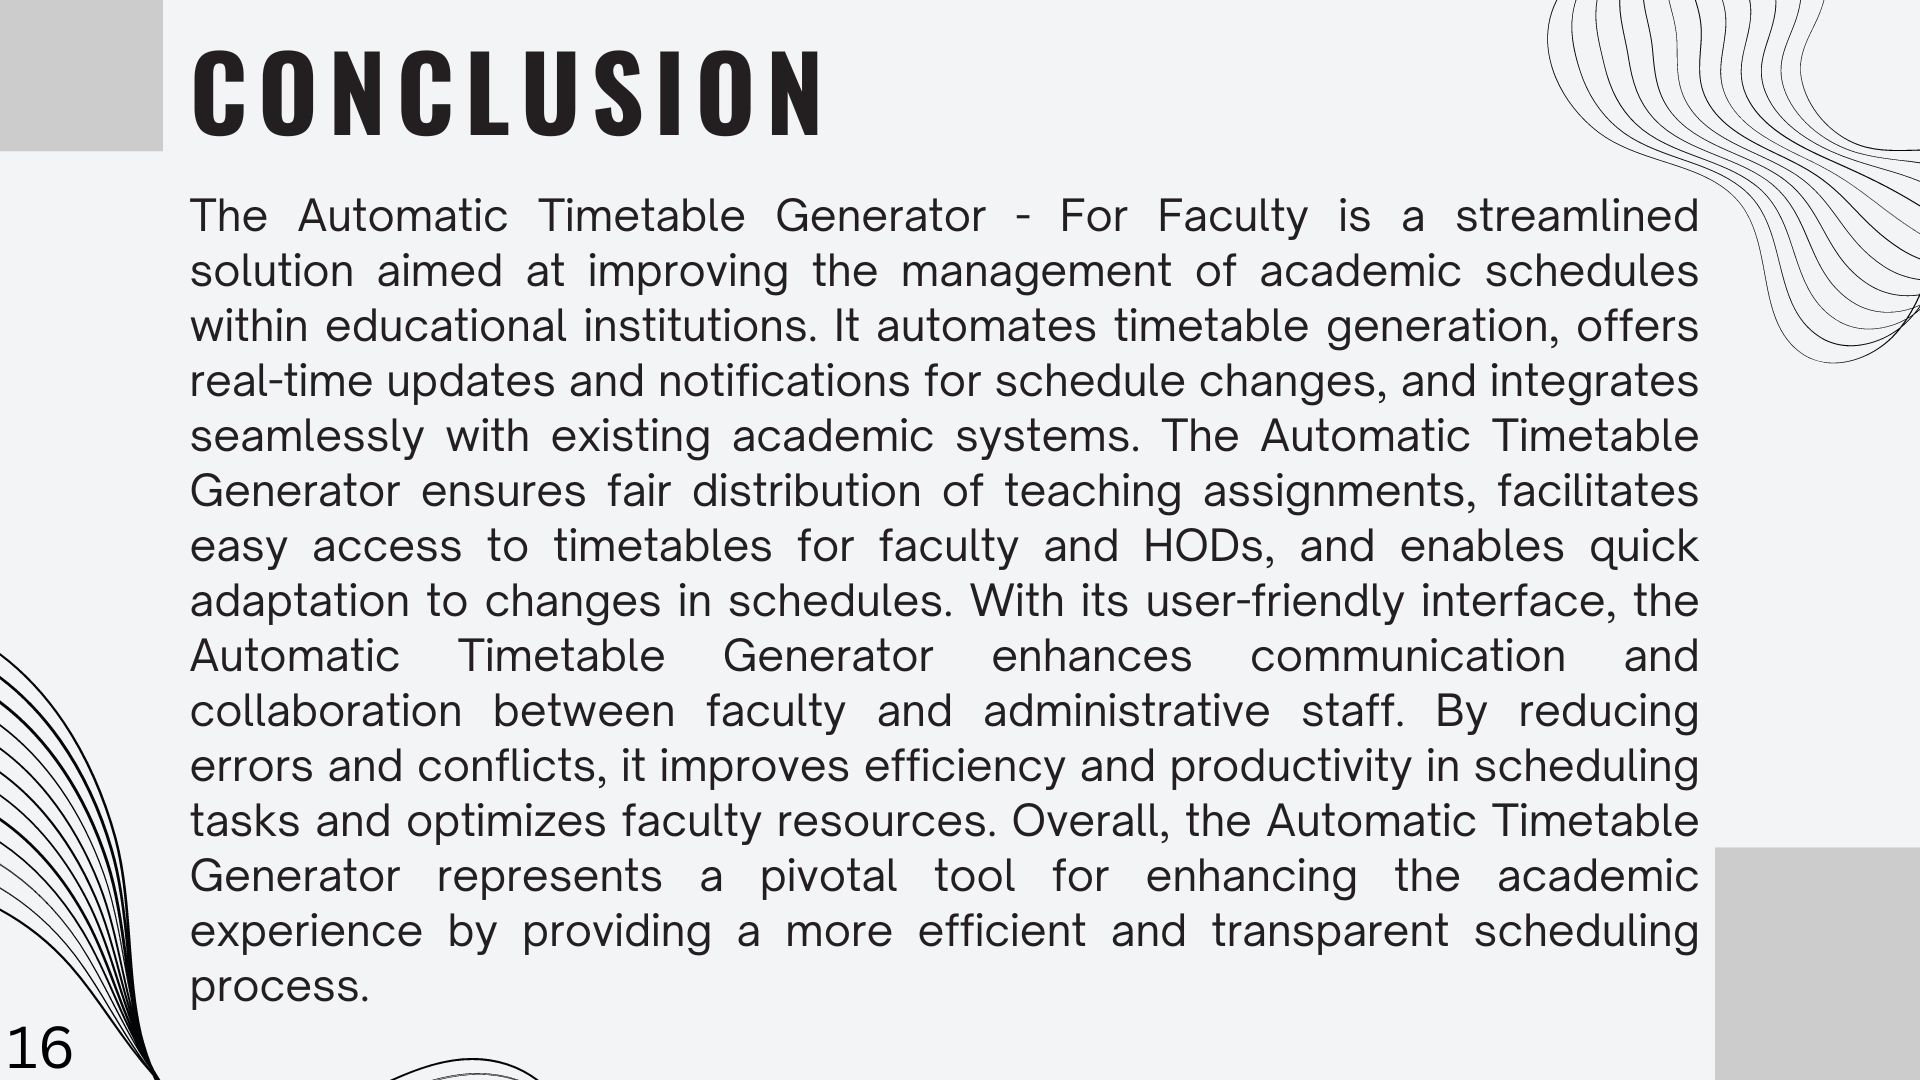 CONCLUSION
The Automatic Timetable Generator - For Faculty is a streamlined
solution aimed at improving the management of academic schedules
within educational institutions. It automates timetable generation, offers
real-time updates and notifications for schedule changes, and integrates
seamlessly with existing academic systems. The Automatic Timetable
Generator ensures fair distribution of teaching assignments, facilitates
easy access to timetables for faculty and HODs, and enables quick
adaptation to changes in schedules. With its user-friendly interface, the
Automatic Timetable Generator enhances communication and
collaboration between faculty and administrative staff. By reducing
errors and conflicts, it improves efficiency and productivity in scheduling
tasks and optimizes faculty resources. Overall, the Automatic Timetable
Generator represents a pivotal tool for enhancing the academic
experience by providing a more efficient and transparent scheduling
process.
16